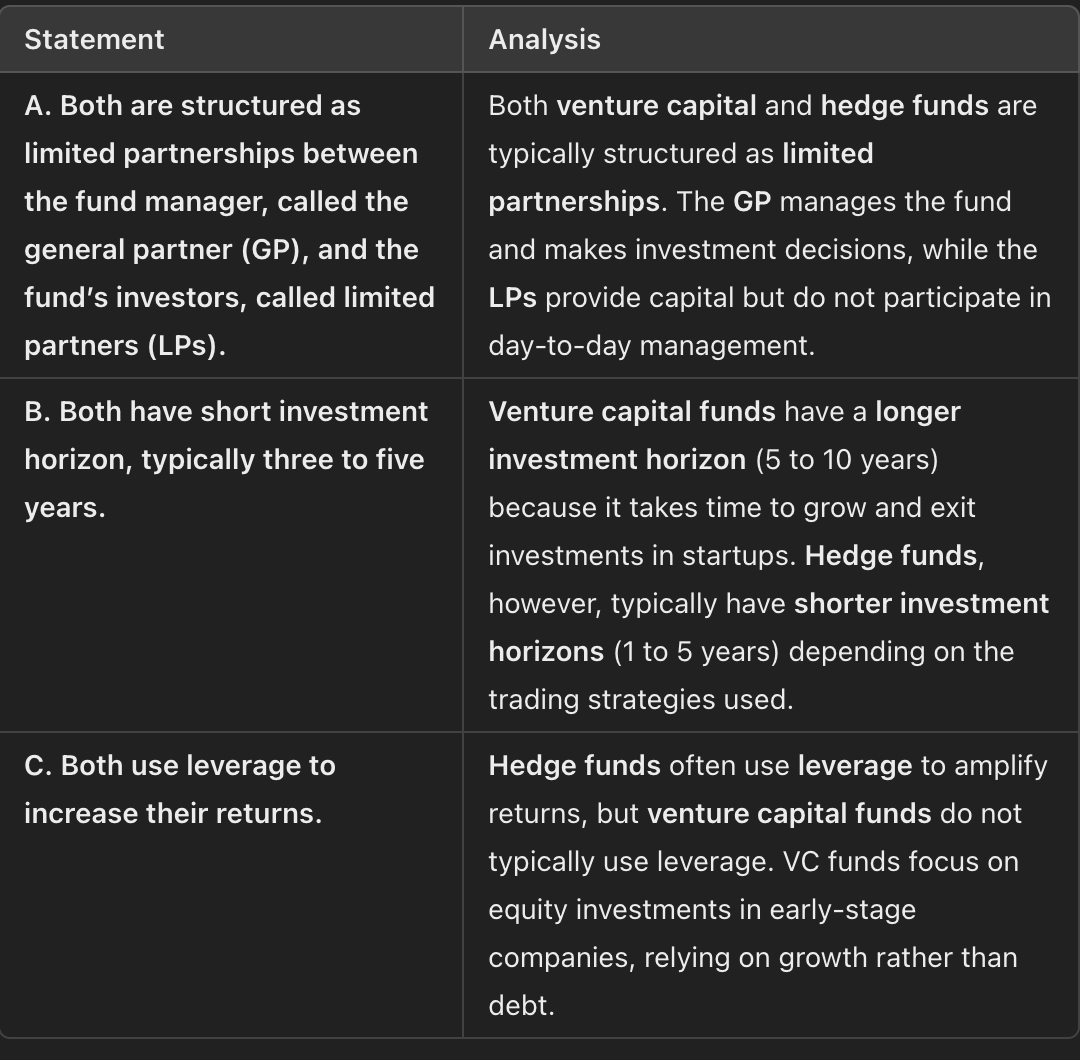 Statement
Analysis
A. Both are structured as
limited partnerships between
the fund manager, called the
general partner (GP), and the
fund’s investors, called limited
partners (LPs).
Both venture capital and hedge funds are
typically structured as limited
partnerships. The GP manages the fund
and makes investment decisions, while the
LPs provide capital but do not participate in
day-to-day management.
B. Both have short investment
horizon, typically three to five
years.
Venture capital funds have a longer
investment horizon (5 to 10 years)
because it takes time to grow and exit
investments in startups. Hedge funds,
however, typically have shorter investment
horizons (1 to 5 years) depending on the
trading strategies used.
C. Both use leverage to
increase their returns.
Hedge funds often use leverage to amplify
returns, but venture capital funds do not
typically use leverage. VC funds focus on
equity investments in early-stage
companies, relying on growth rather than
debt.